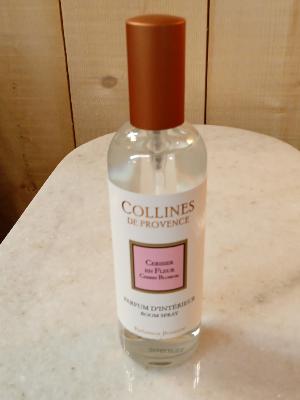 COLLINES
DE PROVENCE
CERISIER
EN FLEUR
CHERRY BLOSSOM
PARFUM D'INTÉRIEUR
ROOM SPRAY